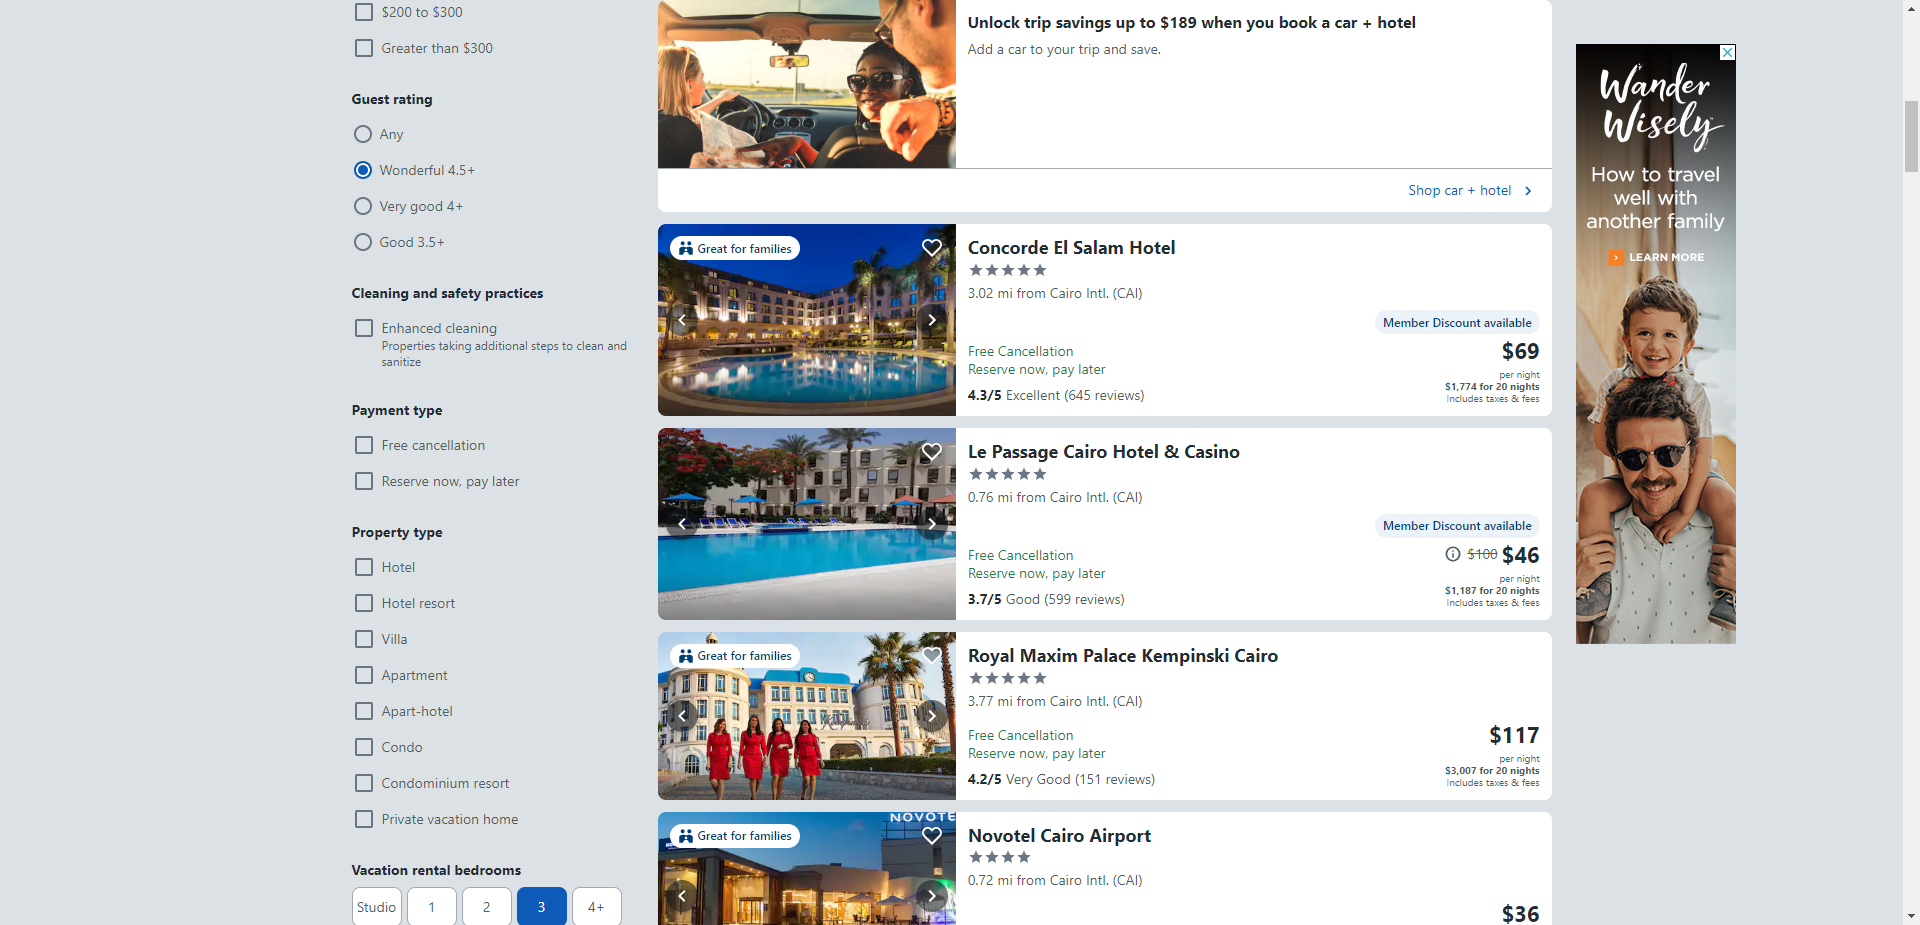 $200 to $300
Greater than $300
Guest rating
Any
Wonderful 4.5+
Very good 4+
Good 3.5+
Cleaning and safety practices
Enhanced cleaning
Properties taking additional steps to clean and
sanitize
Payment type
Free cancellation
Reserve now, pay later
Property type
Hotel
Hotel resort
Villa
Apartment
Apart-hotel
Condo
Condominium resort
Private vacation home
Vacation rental bedrooms
Studio
1
2
3
4+
Unlock trip savings up to $189 when you book a car + hotel
Add a car to your trip and save.
Shop car + hotel
Great for families
Concorde El Salam Hotel
3.02 mi from Cairo Intl. (CAI)
Member Discount available
Free Cancellation
Reserve now, pay later
4.3/5 Excellent (645 reviews)
$69
per night
$1,774 for 20 nights
Includes taxes & fees
Le Passage Cairo Hotel & Casino
0.76 mi from Cairo Intl. (CAI)
Member Discount available
Free Cancellation
Reserve now, pay later
3.7/5 Good (599 reviews)
$100 $46
per night
$1,187 for 20 nights
Includes taxes & fees
Great for families
Kempinski
Royal Maxim Palace Kempinski Cairo
3.77 mi from Cairo Intl. (CAI)
Free Cancellation
Reserve now, pay later
4.2/5 Very Good (151 reviews)
$117
per night
$3,007 for 20 nights
Includes taxes & fees
NOVOTE
Great for families
Novotel Cairo Airport
0.72 mi from Cairo Intl. (CAI)
$36
Wander
Wisely
How to travel
well with
another family
LEARN MORE